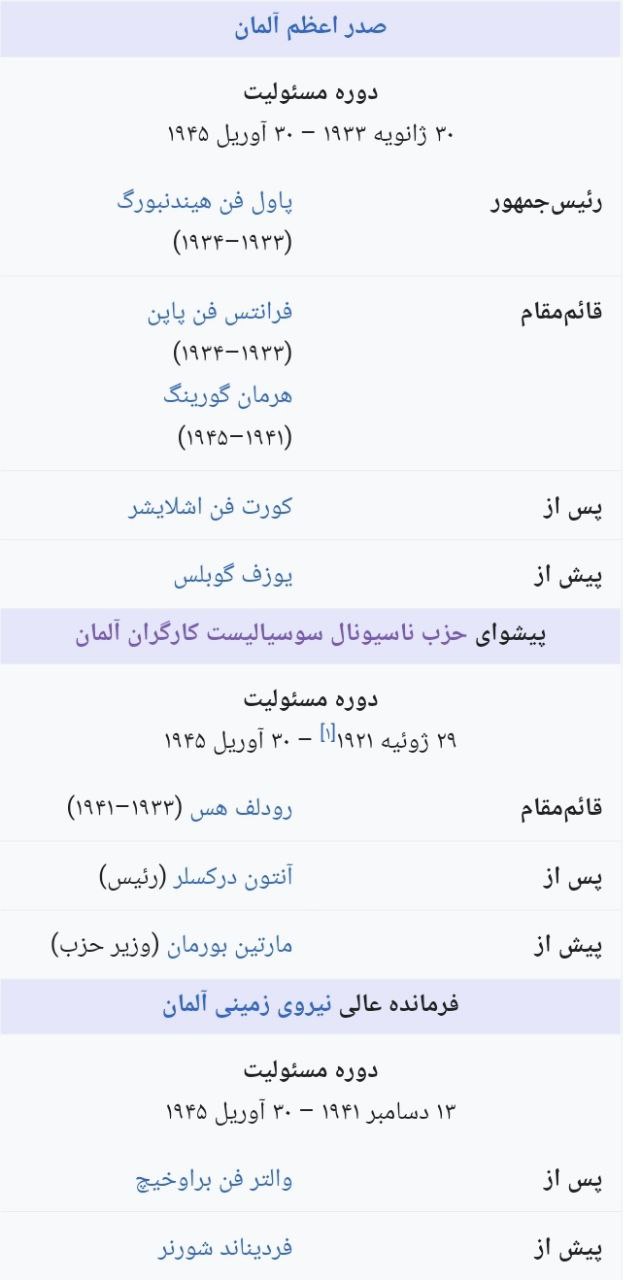 صدر اعظم آلمان
دوره مسئولیت
۳۰ ژانویه ۱۹۳۳ – ۳۰ آوریل ۱۹۴۵
رئیس‌جمهور پاول فن هیندنبورگ
(۱۹۳۳–۱۹۳۴)
قائم‌مقام فرانتس فن پاپن
(۱۹۳۳–۱۹۳۴)
هرمان گورینگ
(۱۹۴۱–۱۹۴۵)
پس از کورت فن اشلایشر
پیش از یوزف گوبلس
پیشوای حزب ناسیونال سوسیالیست کارگران آلمان
دوره مسئولیت
۲۹ ژوئیه ۱۹۲۱[۱] – ۳۰ آوریل ۱۹۴۵
قائم‌مقام رودلف هس (۱۹۳۳–۱۹۴۱)
پس از آنتون درکسلر (رئیس)
پیش از مارتین بورمان (وزیر حزب)
فرمانده عالی نیروی زمینی آلمان
دوره مسئولیت
۱۳ دسامبر ۱۹۴۱ – ۳۰ آوریل ۱۹۴۵
پس از والتر فن براوخیچ
پیش از فردیناند شورنر